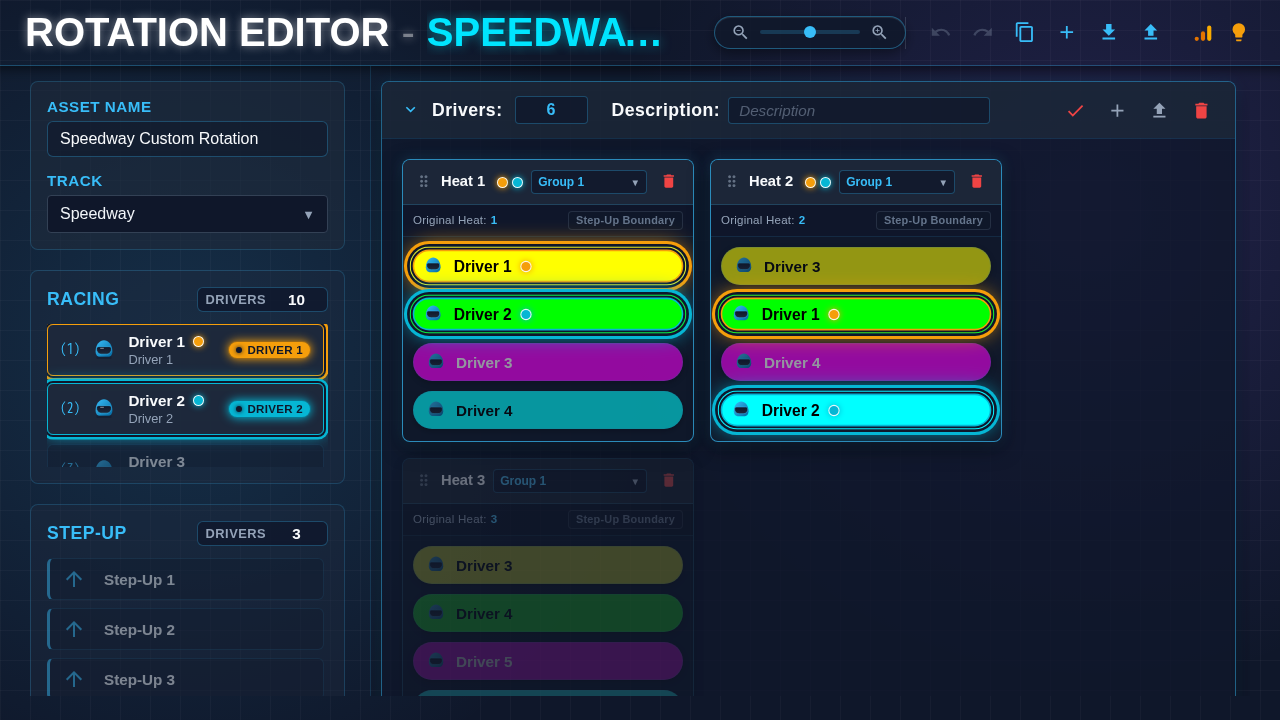 ROTATION EDITOR - SPEEDWA...
ASSET NAME
Speedway Custom Rotation
TRACK
Speedway
RACING
DRIVERS 10
(1) Driver 1 DRIVER 1
Driver 1
(2) Driver 2 DRIVER 2
Driver 2
Driver 3
STEP-UP
DRIVERS 3
Step-Up 1
Step-Up 2
Step-Up 3
Drivers: 6 Description: Description
Heat 1 Group 1
Original Heat: 1 Step-Up Boundary
Driver 1
Driver 2
Driver 3
Driver 4
Heat 2 Group 1
Original Heat: 2 Step-Up Boundary
Driver 3
Driver 1
Driver 4
Driver 2
Heat 3 Group 1
Original Heat: 3 Step-Up Boundary
Driver 3
Driver 4
Driver 5